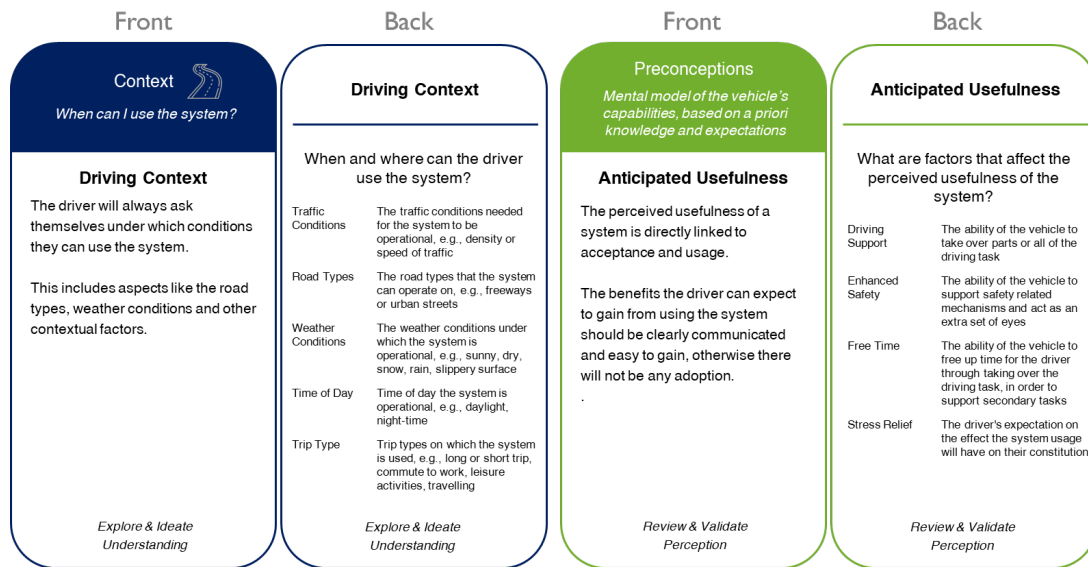 Front
Back
Front
Back
Context
When can I use the system?
Driving Context
The driver will always ask
themselves under which conditions
they can use the system.
This includes aspects like the road
types, weather conditions and other
contextual factors.
Explore & Ideate
Understanding
Driving Context
When and where can the driver
use the system?
Traffic
Conditions
The traffic conditions needed
for the system to be
operational, e.g., density or
speed of traffic
Road Types
The road types that the system
can operate on, e.g., freeways
or urban streets
Weather
Conditions
The weather conditions under
which the system is
operational, e.g., sunny, dry,
snow, rain, slippery surface
Time of Day
Time of day the system is
operational, e.g., daylight,
night-time
Trip Type
Trip types on which the system
is used, e.g., long or short trip,
commute to work, leisure
activities, travelling
Explore & Ideate
Understanding
Preconceptions
Mental model of the vehicle's
capabilities, based on a priori
knowledge and expectations
Anticipated Usefulness
The perceived usefulness of a
system is directly linked to
acceptance and usage.
The benefits the driver can expect
to gain from using the system
should be clearly communicated
and easy to gain, otherwise there
will not be any adoption.
.
Review & Validate
Perception
Anticipated Usefulness
What are factors that affect the
perceived usefulness of the
system?
Driving
Support
The ability of the vehicle to
take over parts or all of the
driving task
Enhanced
Safety
The ability of the vehicle to
support safety related
mechanisms and act as an
extra set of eyes
Free Time
The ability of the vehicle to
free up time for the driver
through taking over the
driving task, in order to
support secondary tasks
Stress Relief
The driver's expectation on
the effect the system usage
will have on their constitution
Review & Validate
Perception